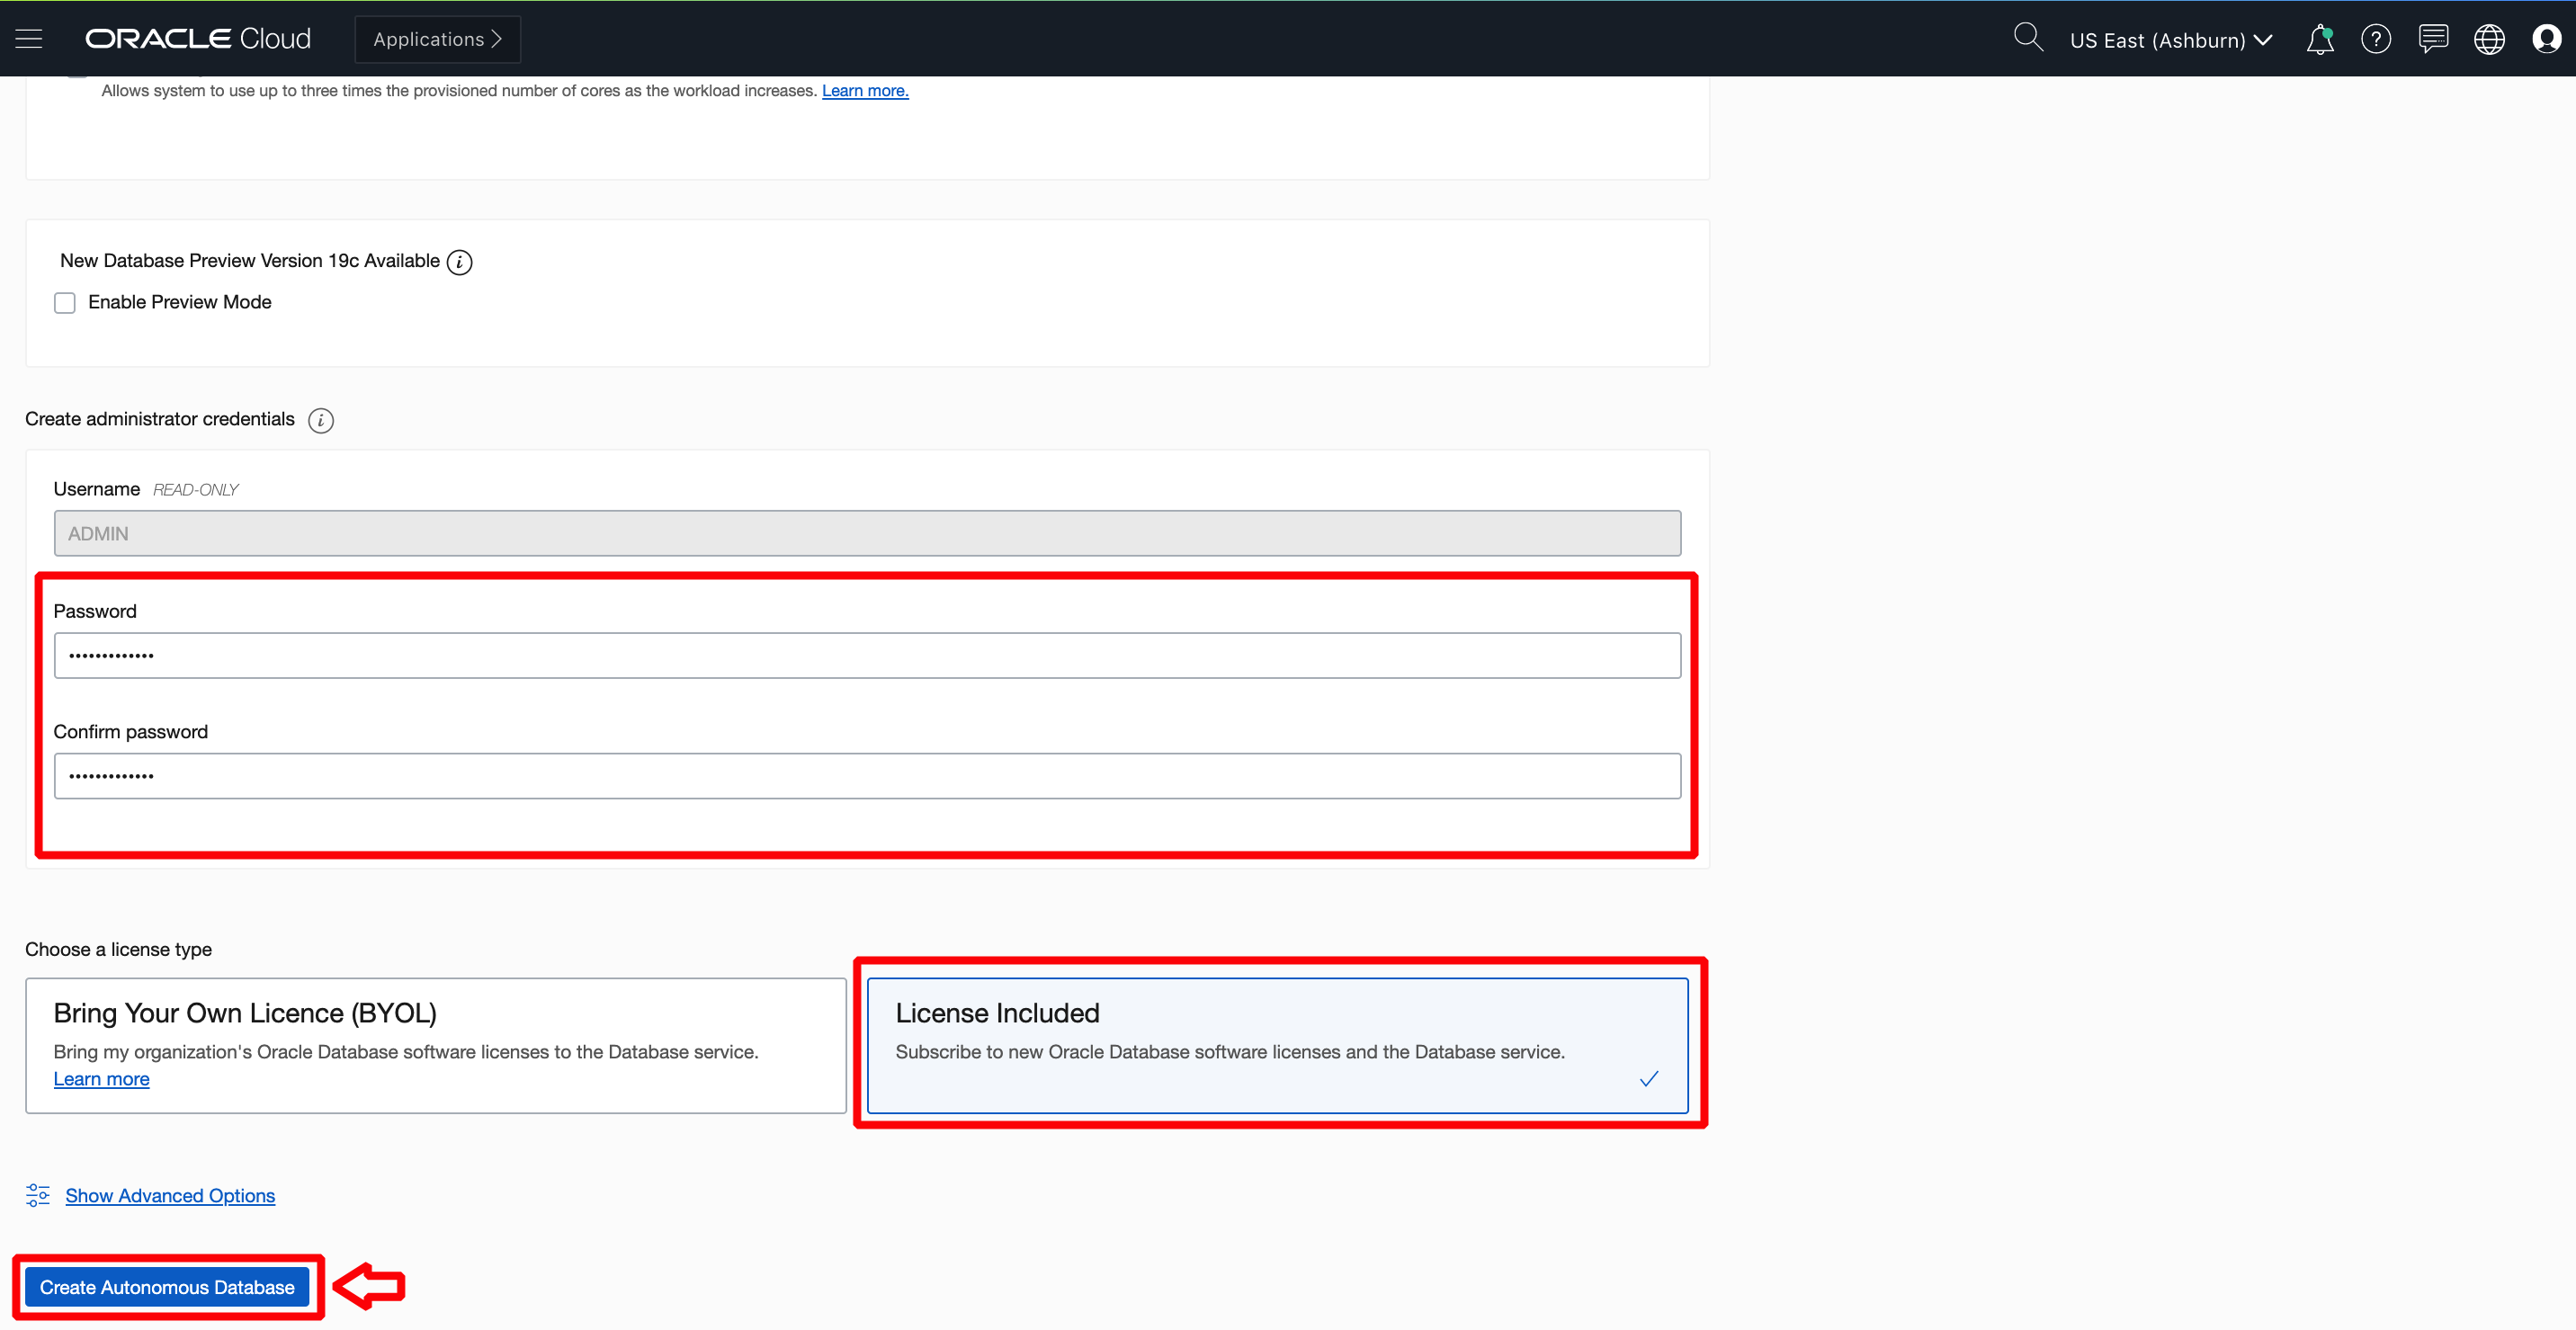 ORACLE Cloud
Applications
US East (Ashburn)
Allows system to use up to three times the provisioned number of cores as the workload increases. Learn more.
New Database Preview Version 19c Available
Enable Preview Mode
Create administrator credentials
Username READ-ONLY
ADMIN
Password
•••••••••••••
Confirm password
•••••••••••••
Choose a license type
Bring Your Own Licence (BYOL)
Bring my organization's Oracle Database software licenses to the Database service.
Learn more
License Included
Subscribe to new Oracle Database software licenses and the Database service.
Show Advanced Options
Create Autonomous Database